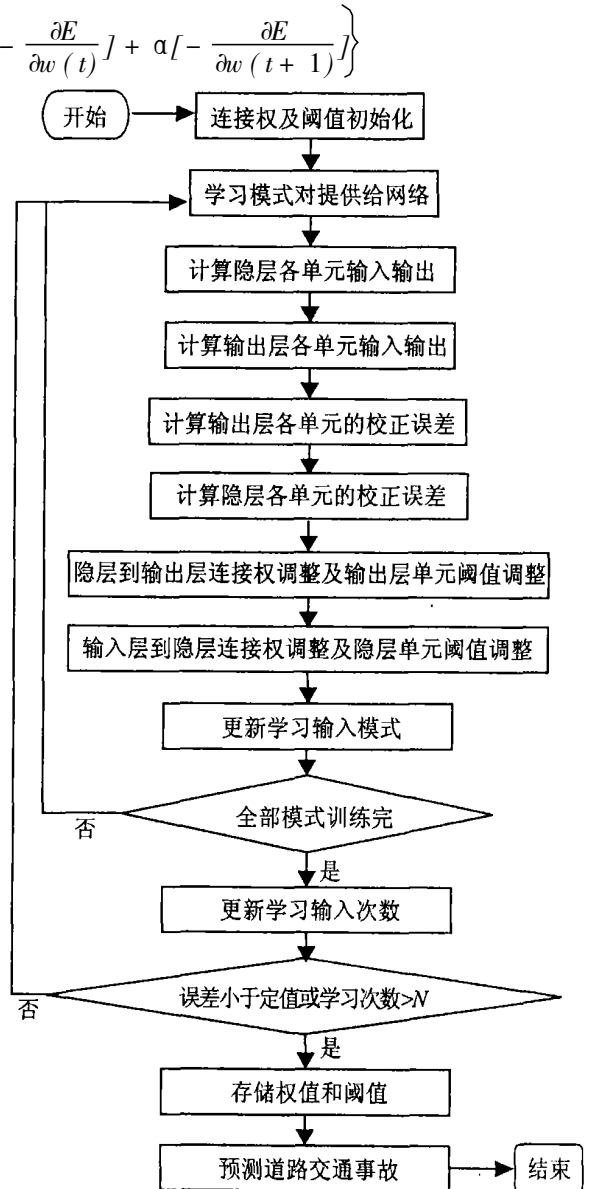 - ∂E/∂w(t)] + α[- ∂E/∂w(t+1)]}
开始
连接权及阈值初始化
学习模式对提供给网络
计算隐层各单元输入输出
计算输出层各单元输入输出
计算输出层各单元的校正误差
计算隐层各单元的校正误差
隐层到输出层连接权调整及输出层单元阈值调整
输入层到隐层连接权调整及隐层单元阈值调整
更新学习输入模式
全部模式训练完
否
是
更新学习输入次数
误差小于定值或学习次数>N
否
是
存储权值和阈值
预测道路交通事故
结束